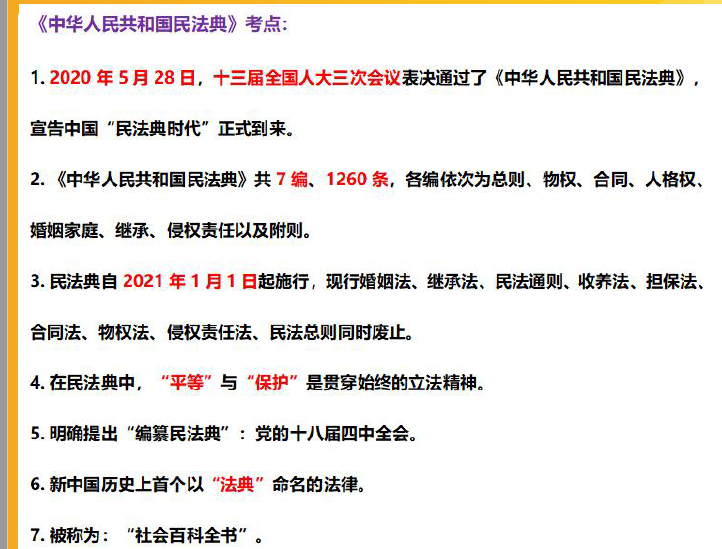 《中华人民共和国民法典》考点：
1. 2020 年 5 月 28 日，十三届全国人大三次会议表决通过了《中华人民共和国民法典》，
宣告中国“民法典时代”正式到来。
2. 《中华人民共和国民法典》共 7 编、1260 条，各编依次为总则、物权、合同、人格权、
婚姻家庭、继承、侵权责任以及附则。
3. 民法典自 2021 年 1 月 1 日起施行，现行婚姻法、继承法、民法通则、收养法、担保法、
合同法、物权法、侵权责任法、民法总则同时废止。
4. 在民法典中，“平等”与“保护”是贯穿始终的立法精神。
5. 明确提出“编纂民法典”：党的十八届四中全会。
6. 新中国历史上首个以“法典”命名的法律。
7. 被称为：“社会百科全书”。